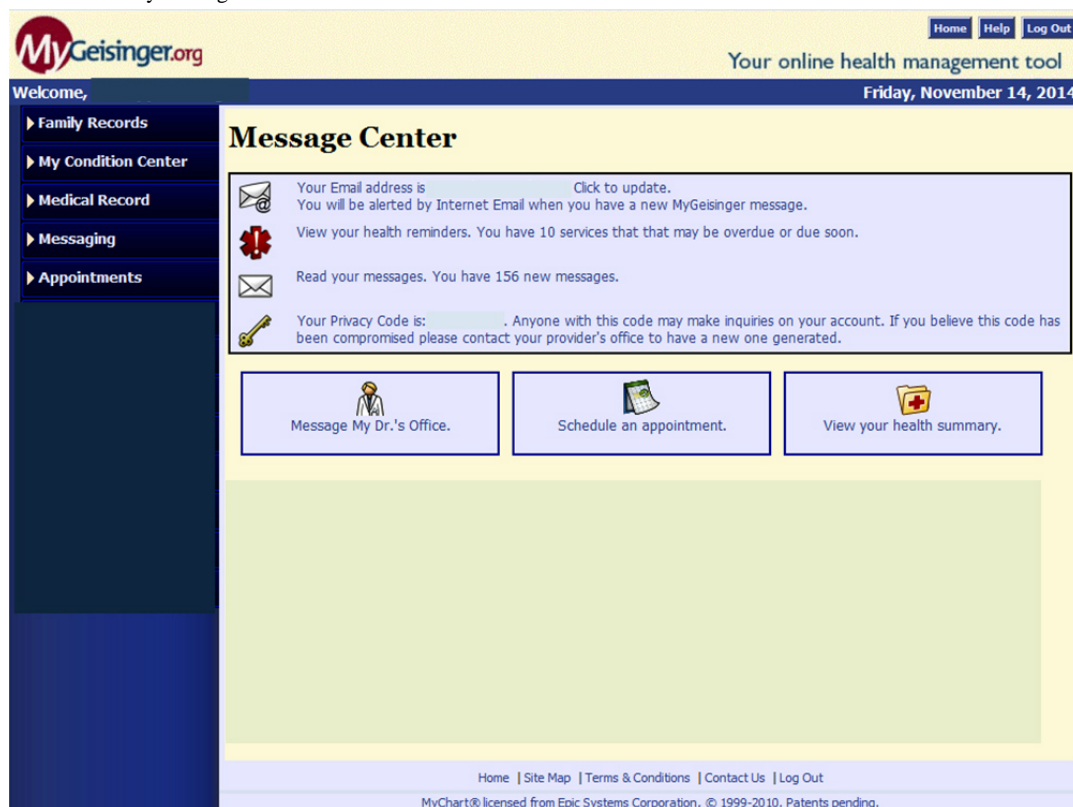 MyGeisinger.org
Home Help Log Out
Your online health management tool
Welcome,
Friday, November 14, 2014
Family Records
My Condition Center
Medical Record
Messaging
Appointments
Message Center
Your Email address is Click to update.
You will be alerted by Internet Email when you have a new MyGeisinger message.
View your health reminders. You have 10 services that that may be overdue or due soon.
Read your messages. You have 156 new messages.
Your Privacy Code is: . Anyone with this code may make inquiries on your account. If you believe this code has
been compromised please contact your provider's office to have a new one generated.
Message My Dr.'s Office.
Schedule an appointment.
View your health summary.
Home | Site Map | Terms & Conditions | Contact Us | Log Out
MyChart® licensed from Epic Systems Corporation, © 1999-2010. Patents pending.